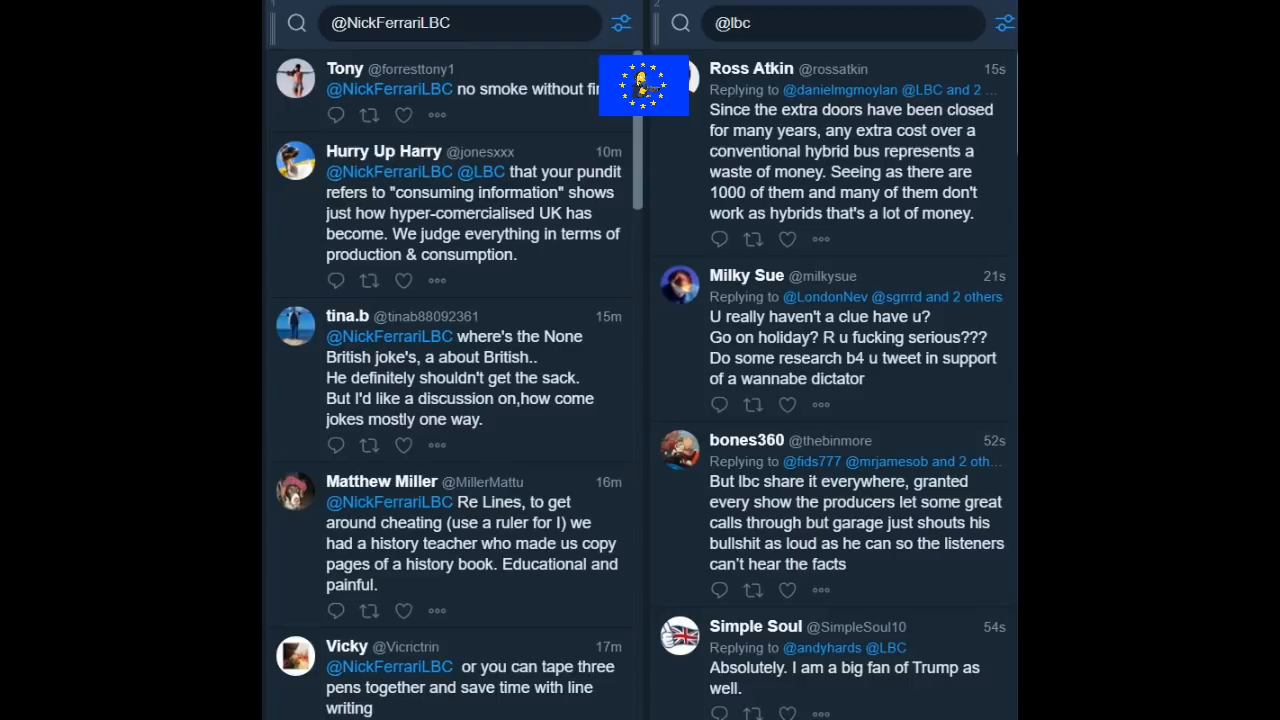 1
@NickFerrariLBC
Tony @forresttony1
@NickFerrariLBC no smoke without
Hurry Up Harry @jonesxxx 10m
@NickFerrariLBC @LBC that your pundit
refers to "consuming information" shows
just how hyper-comercialised UK has
become. We judge everything in terms of
production & consumption.
tina.b @tinab88092361 15m
@NickFerrariLBC where's the None
British joke's, a about British..
He definitely shouldn't get the sack.
But I'd like a discussion on,how come
jokes mostly one way.
Matthew Miller @MillerMattu 16m
@NickFerrariLBC Re Lines, to get
around cheating (use a ruler for I) we
had a history teacher who made us copy
pages of a history book. Educational and
painful.
Vicky @Vicrictrin 17m
@NickFerrariLBC or you can tape three
pens together and save time with line
writing
2
@lbc
Ross Atkin @rossatkin 15s
Replying to @danielmgmoylan @LBC and 2 ...
Since the extra doors have been closed
for many years, any extra cost over a
conventional hybrid bus represents a
waste of money. Seeing as there are
1000 of them and many of them don't
work as hybrids that's a lot of money.
Milky Sue @milkysue 21s
Replying to @LondonNev @sgrrrd and 2 others
U really haven't a clue have u?
Go on holiday? R u fucking serious???
Do some research b4 u tweet in support
of a wannabe dictator
bones360 @thebinmore 52s
Replying to @fids777 @mrjamesob and 2 oth...
But lbc share it everywhere, granted
every show the producers let some great
calls through but garage just shouts his
bullshit as loud as he can so the listeners
can't hear the facts
Simple Soul @SimpleSoul10 54s
Replying to @andyhards @LBC
Absolutely. I am a big fan of Trump as
well.